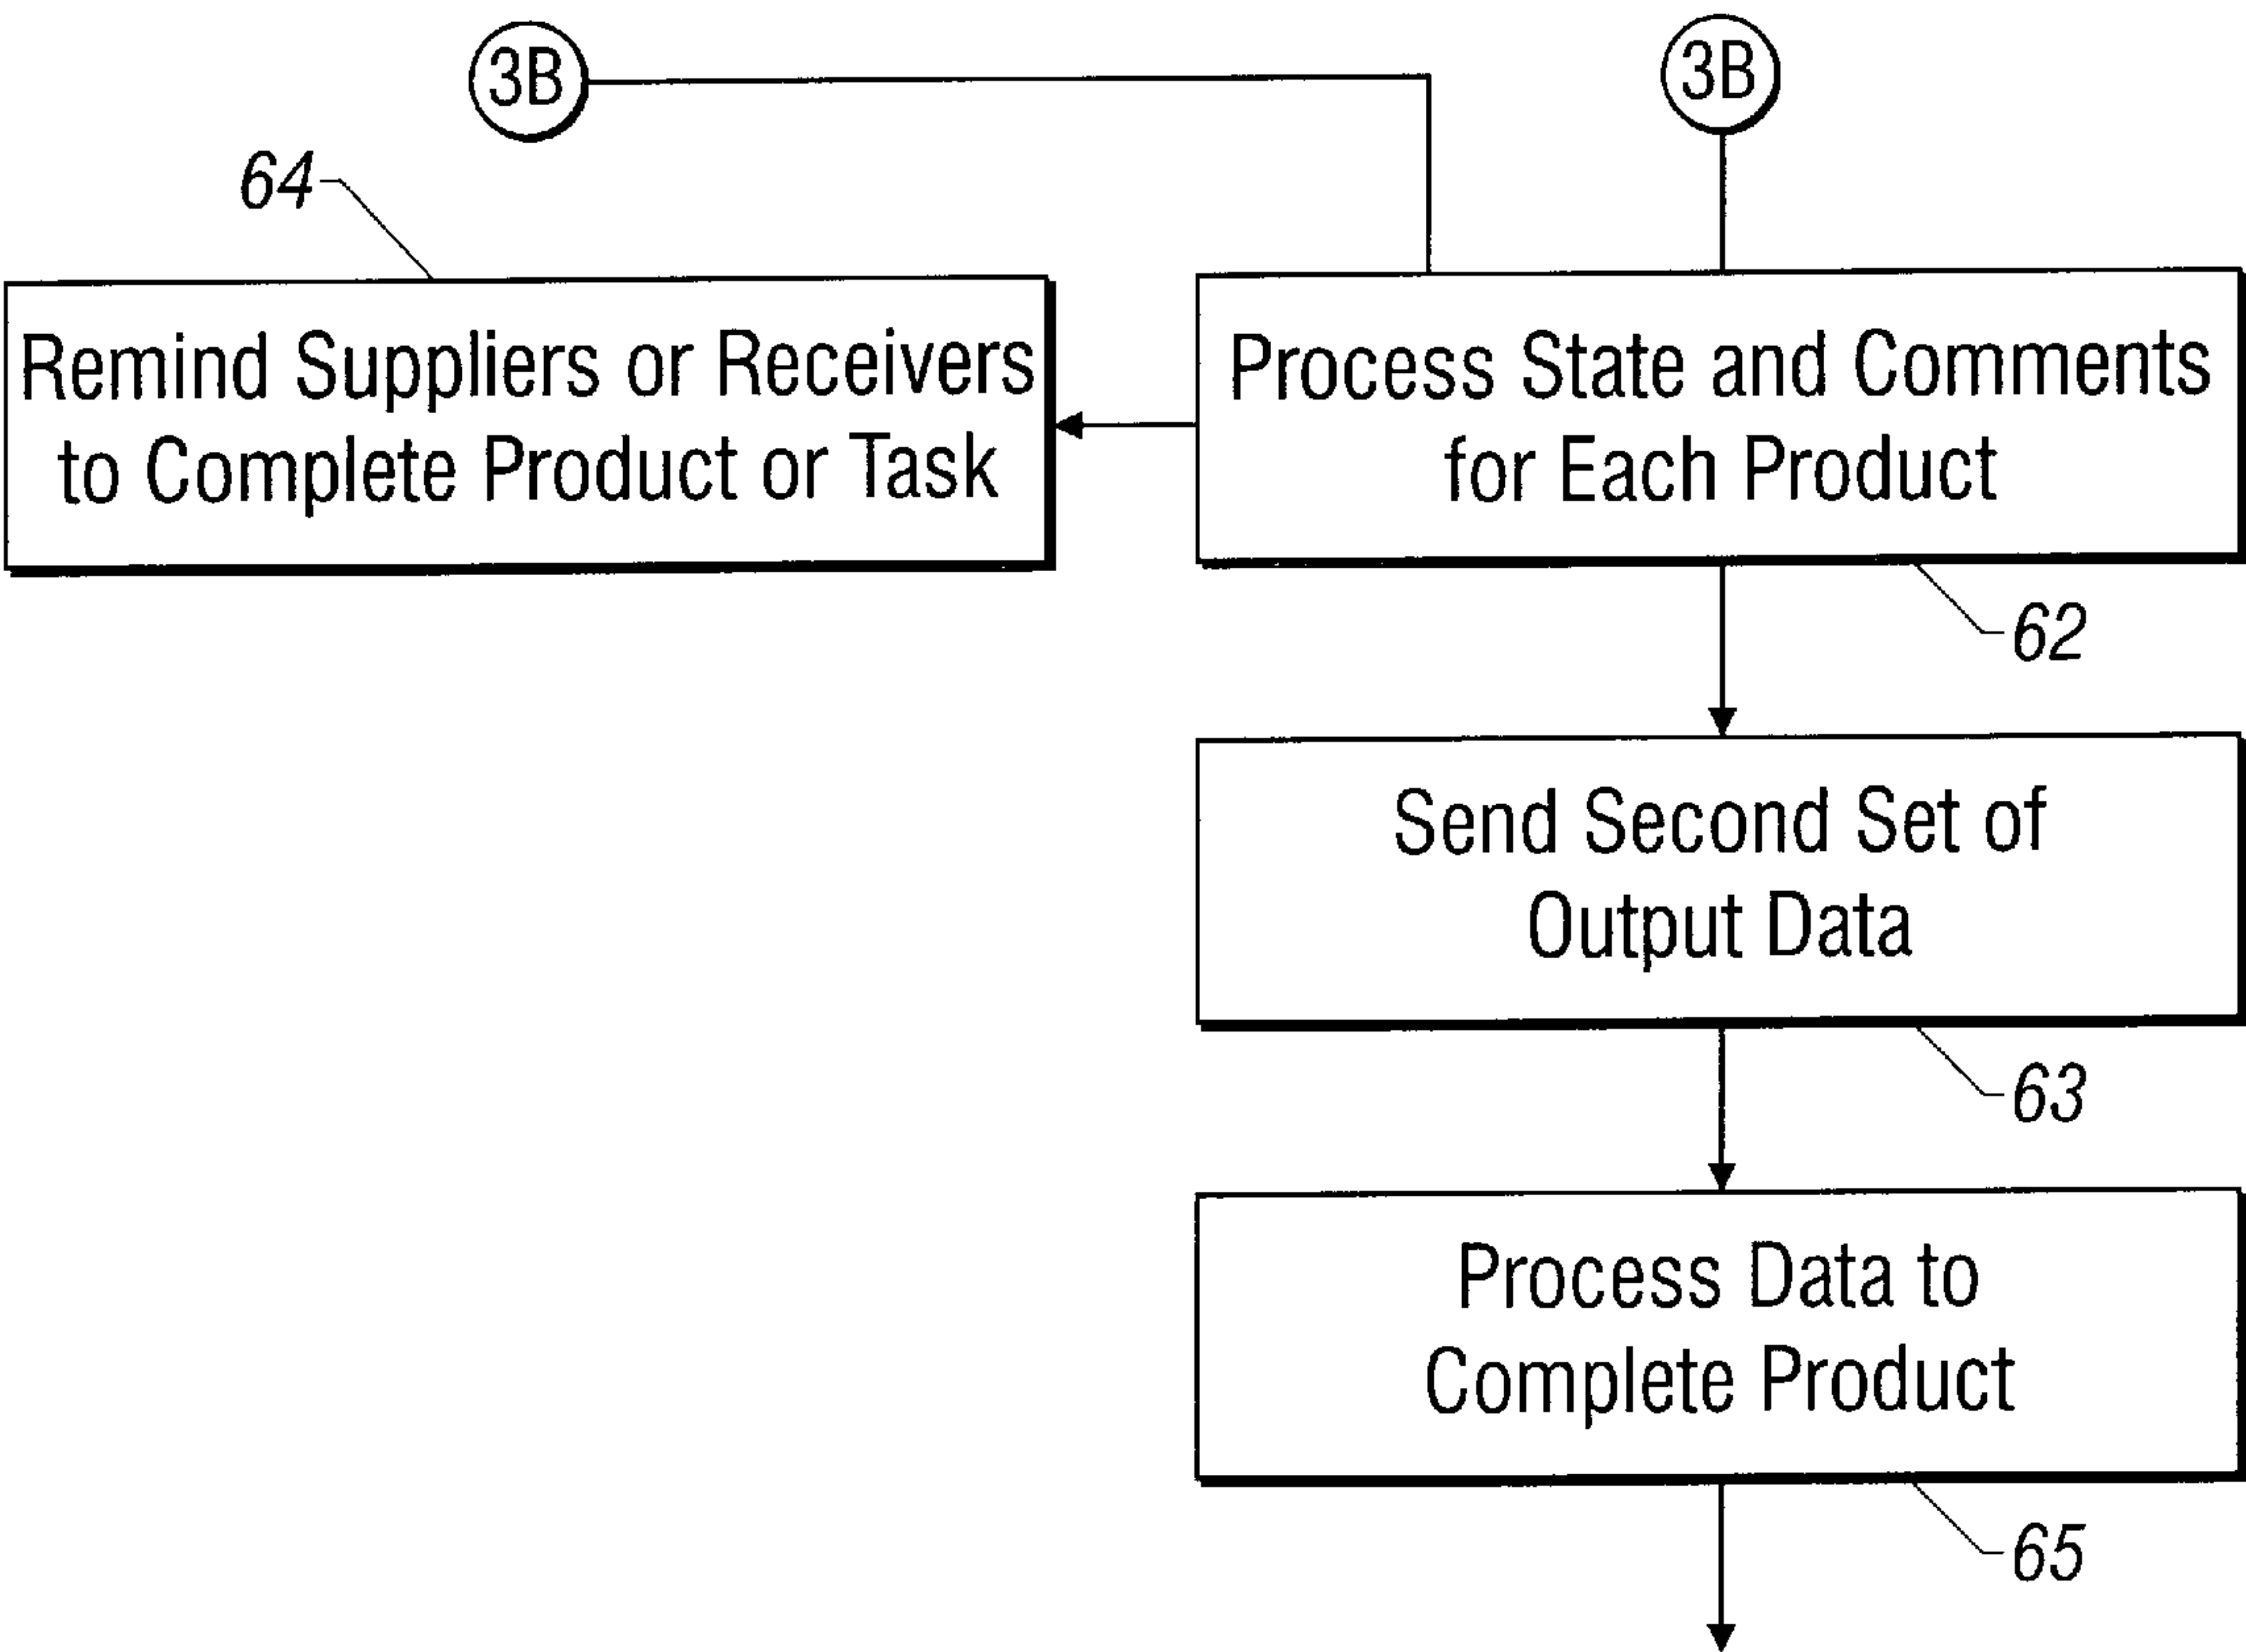 3B
3B
64
Remind Suppliers or Receivers
to Complete Product or Task
Process State and Comments
for Each Product
62
Send Second Set of
Output Data
63
Process Data to
Complete Product
65